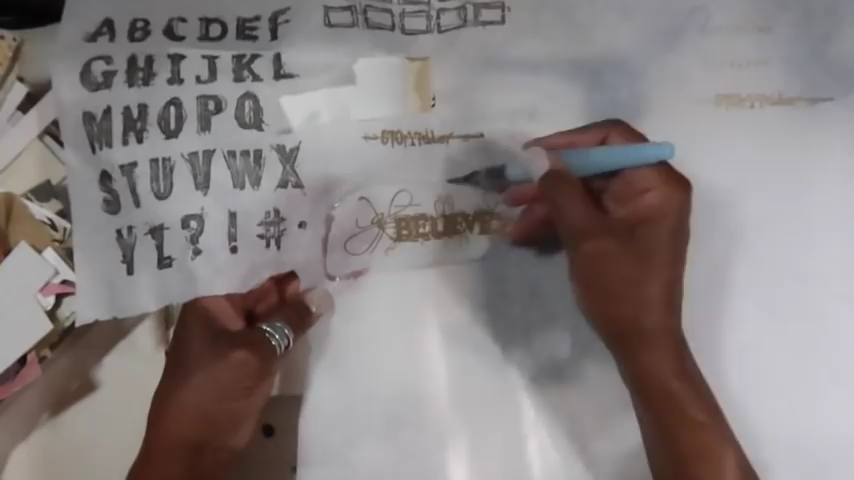 ABCDEF
GHIJKL
MNOPQ
STUVWX
YZ?!#.
BELIEVE